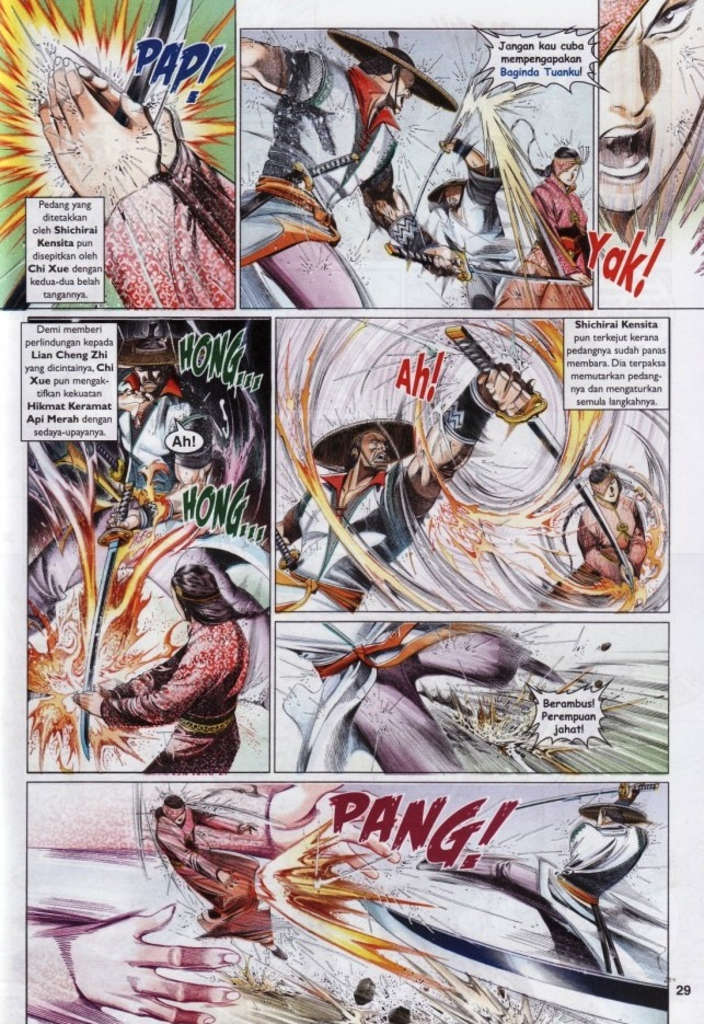 PAP!
Pedang yang
ditetakkan
oleh Shichirai
Kensita pun
disepitkan oleh
Chi Xue dengan
kedua-dua belah
tangannya.
Jangan kau cuba
mempengapakan
Baginda Tuanku!
Yak!
Demi memberi
perlindungan kepada
Lian Cheng Zhi
yang dicintainya, Chi
Xue pun mengak-
tifkan kekuatan
Hikmat Keramat
Api Merah dengan
sedaya-upayanya.
HONG...
Ah!
HONG...
Ah!
Shichirai Kensita
pun terkejut kerana
pedangnya sudah panas
membara. Dia terpaksa
memutarkan pedang-
nya dan mengaturkan
semula langkahnya.
Berambus!
Perempuan
jahat!
PANG!
29